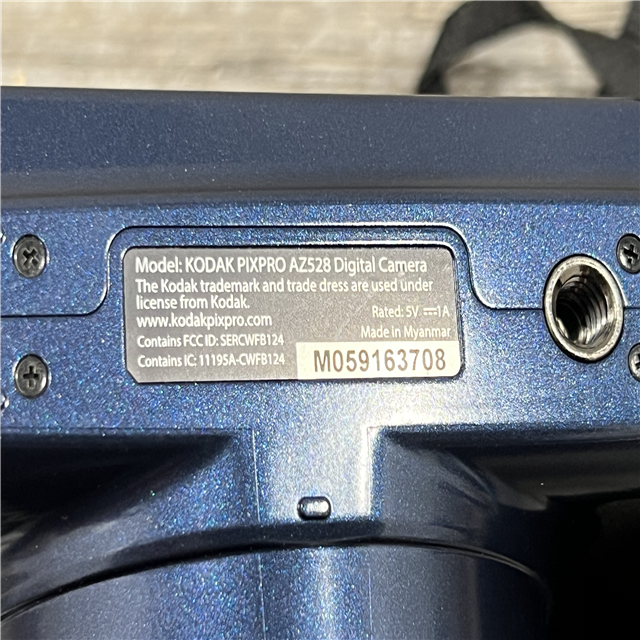 Model: KODAK PIXPRO AZ528 Digital Camera
The Kodak trademark and trade dress are used under
license from Kodak.
www.kodakpixpro.com
Rated: 5V ⎓1A
Contains FCC ID: SERCWFB124
Made in Myanmar
Contains IC: 11195A-CWFB124
M059163708